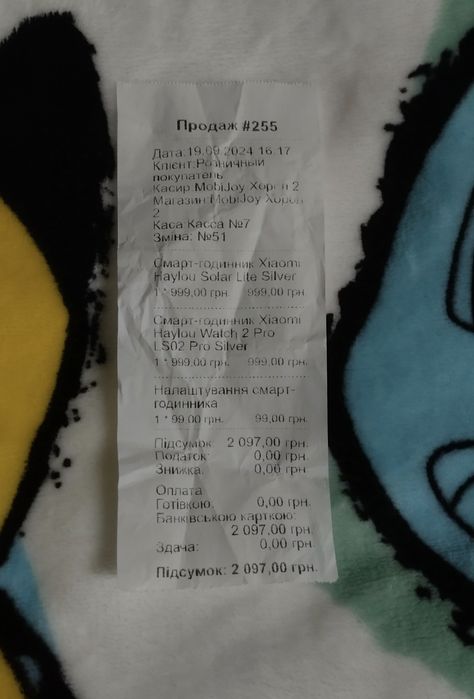 Продаж #255
Дата:19.09.2024 16:17
Клієнт:Розничный
покупатель
Касир:MobiJoy Хорол 2
Магазин:MobiJoy Хорол
2
Каса:Касса №7
Зміна: №51
Смарт-годинник Xiaomi
Haylou Solar Lite Silver
1 * 999,00 грн. 999,00 грн.
Смарт-годинник Xiaomi
Haylou Watch 2 Pro
LS02 Pro Silver
1 * 999,00 грн. 999,00 грн.
Налаштування смарт-
годинника
1 * 99,00 грн. 99,00 грн.
Підсумок: 2 097,00 грн.
Податок: 0,00 грн.
Знижка: 0,00 грн.
Оплата
Готівкою: 0,00 грн.
Банківською карткою:
2 097,00 грн.
Здача: 0,00 грн.
Підсумок: 2 097,00 грн.